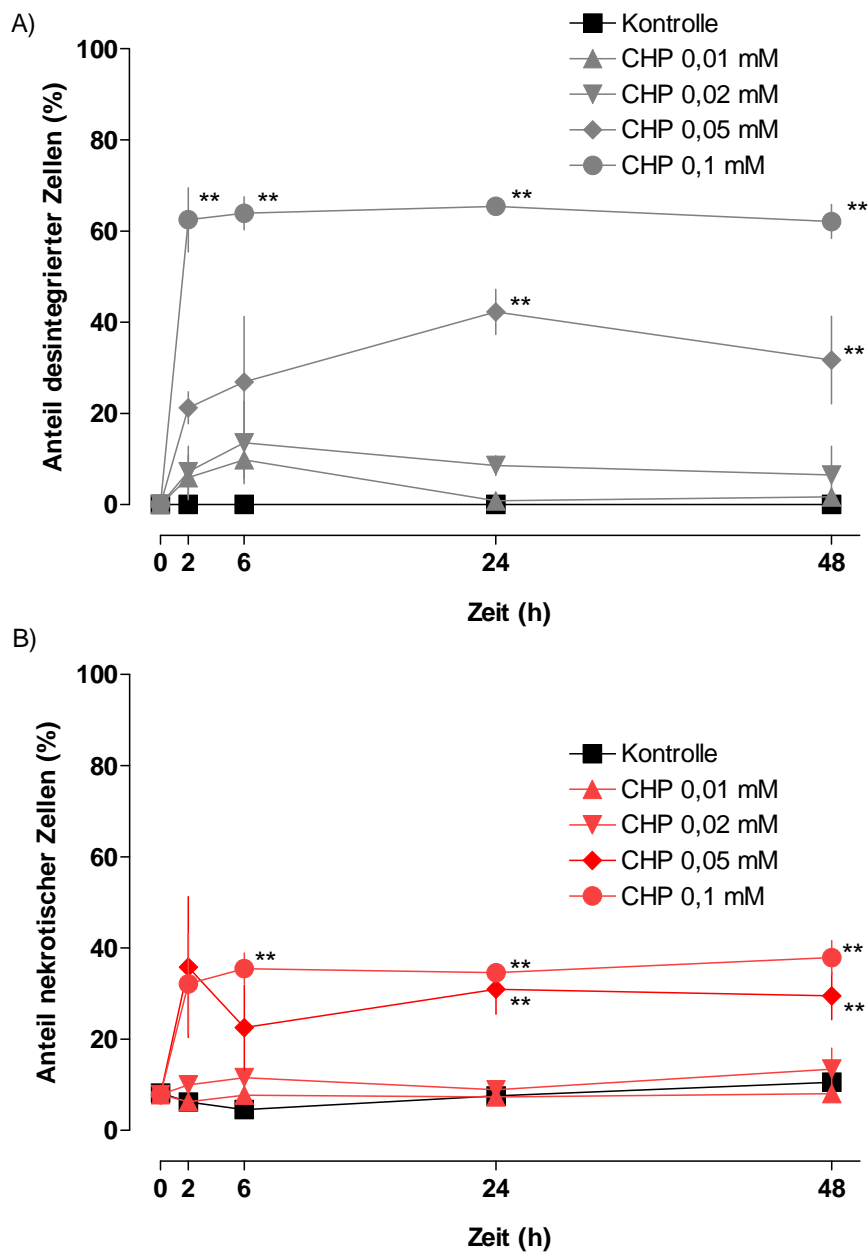 A)
Kontrolle
CHP 0,01 mM
CHP 0,02 mM
CHP 0,05 mM
CHP 0,1 mM
Anteil desintegrierter Zellen (%)
100
80
60
40
20
0
** ** ** **
** **
0 2 6 24 48
Zeit (h)
B)
Kontrolle
CHP 0,01 mM
CHP 0,02 mM
CHP 0,05 mM
CHP 0,1 mM
Anteil nekrotischer Zellen (%)
100
80
60
40
20
0
** ** **
** **
0 2 6 24 48
Zeit (h)